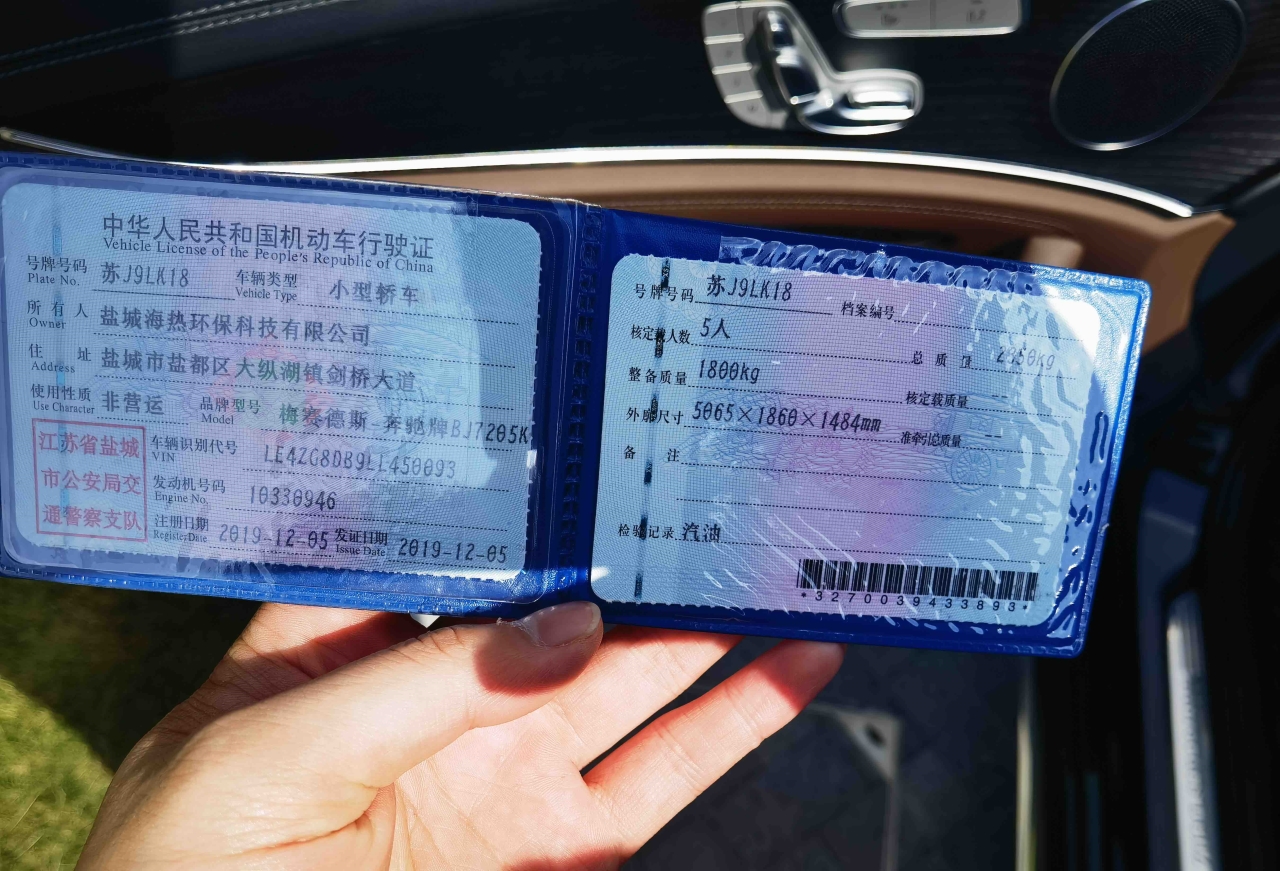 中华人民共和国机动车行驶证
Vehicle License of the People's Republic of China
号牌号码 苏J9LK18 车辆类型 小型轿车
Plate No. Vehicle Type
所有人 盐城海热环保科技有限公司
Owner
住址 盐城市盐都区大纵湖镇剑桥大道
Address
使用性质 非营运 品牌型号 梅赛德斯-奔驰牌BJ7205K
Use Character Model
江苏省盐城
市公安局交
通警察支队
车辆识别代号
VIN
发动机号码 10330946
Engine No.
注册日期 2019-12-05 发证日期 2019-12-05
Register Date Issue Date
号牌号码 苏J9LK18 档案编号
核定载人数 5人 总质量
整备质量 1800kg 核定载质量 --
外廓尺寸 5065×1860×1484mm 准牵引总质量 --
备注
检验记录 汽油
*3270039433893*